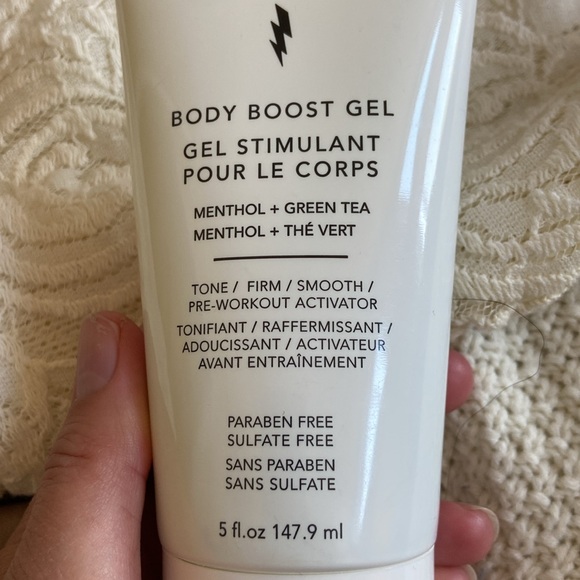 BODY BOOST GEL
GEL STIMULANT
POUR LE CORPS
MENTHOL + GREEN TEA
MENTHOL + THÉ VERT
TONE / FIRM / SMOOTH /
PRE-WORKOUT ACTIVATOR
TONIFIANT / RAFFERMISSANT /
ADOUCISSANT / ACTIVATEUR
AVANT ENTRAÎNEMENT
PARABEN FREE
SULFATE FREE
SANS PARABEN
SANS SULFATE
5 fl.oz 147.9 ml